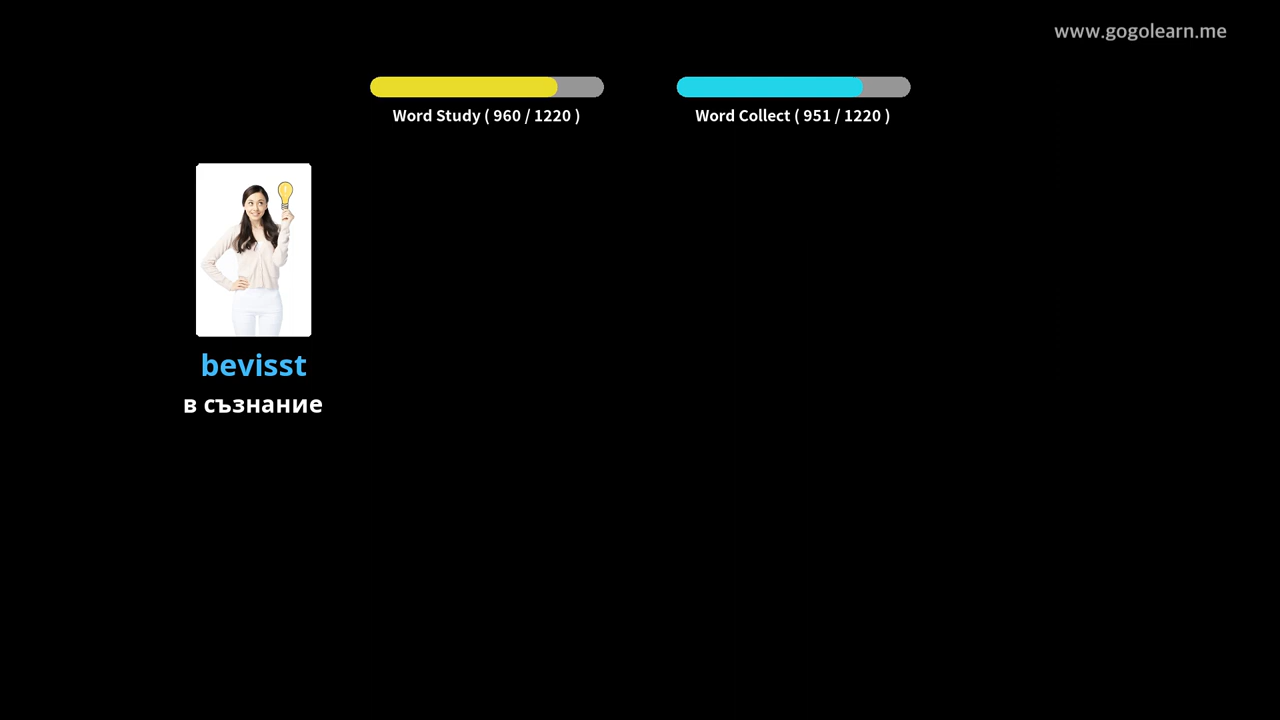 www.gogolearn.me
Word Study ( 960 / 1220 )
Word Collect ( 951 / 1220 )
bevisst
в съзнание